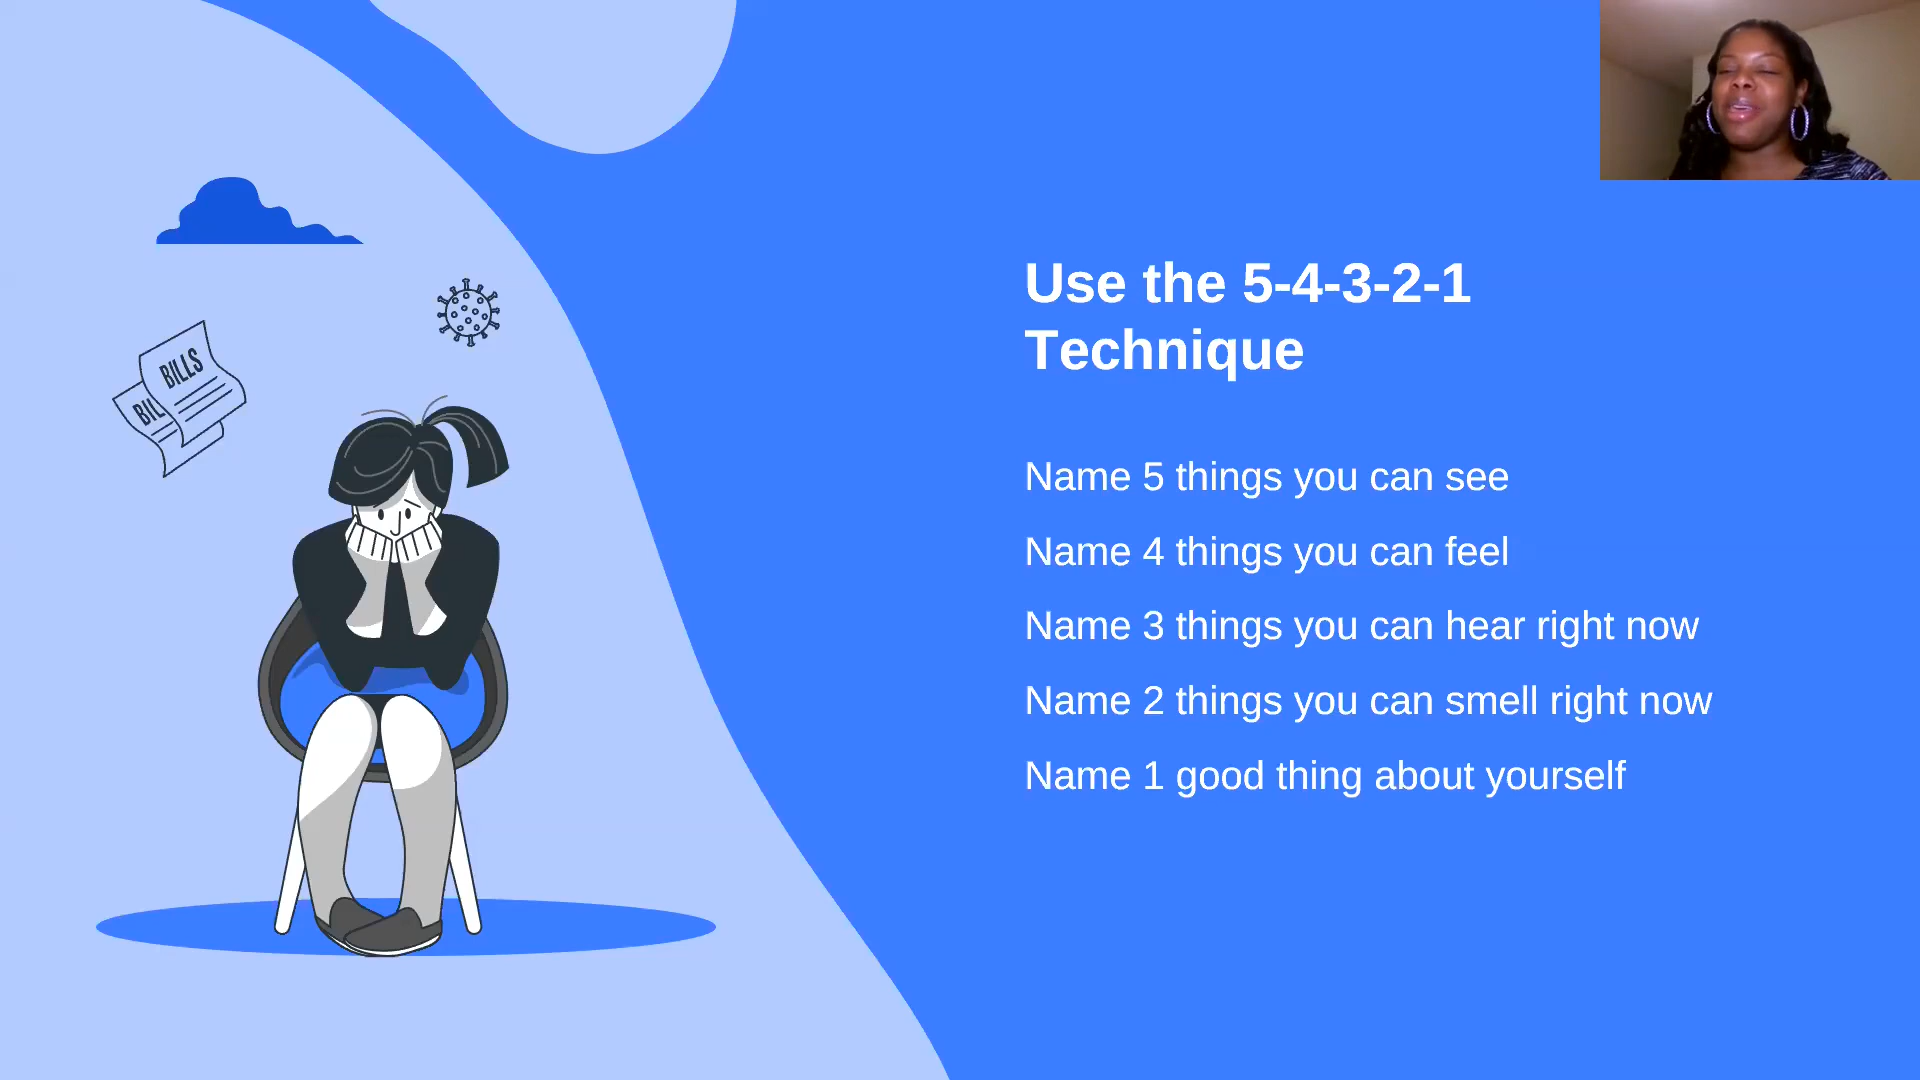 BILLS
BIL
Use the 5-4-3-2-1
Technique
Name 5 things you can see
Name 4 things you can feel
Name 3 things you can hear right now
Name 2 things you can smell right now
Name 1 good thing about yourself